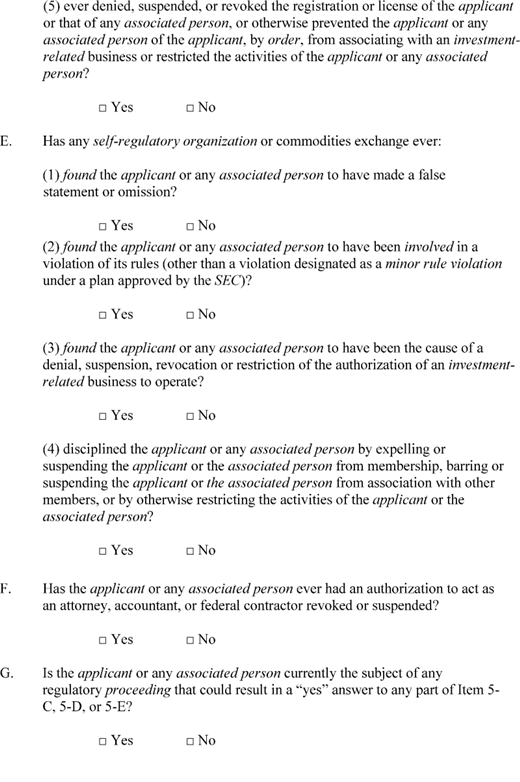 (5) ever denied, suspended, or revoked the registration or license of the applicant
or that of any associated person, or otherwise prevented the applicant or any
associated person of the applicant, by order, from associating with an investment-
related business or restricted the activities of the applicant or any associated
person?
□ Yes □ No
E. Has any self-regulatory organization or commodities exchange ever:
(1) found the applicant or any associated person to have made a false
statement or omission?
□ Yes □ No
(2) found the applicant or any associated person to have been involved in a
violation of its rules (other than a violation designated as a minor rule violation
under a plan approved by the SEC)?
□ Yes □ No
(3) found the applicant or any associated person to have been the cause of a
denial, suspension, revocation or restriction of the authorization of an investment-
related business to operate?
□ Yes □ No
(4) disciplined the applicant or any associated person by expelling or
suspending the applicant or the associated person from membership, barring or
suspending the applicant or the associated person from association with other
members, or by otherwise restricting the activities of the applicant or the
associated person?
□ Yes □ No
F. Has the applicant or any associated person ever had an authorization to act as
an attorney, accountant, or federal contractor revoked or suspended?
□ Yes □ No
G. Is the applicant or any associated person currently the subject of any
regulatory proceeding that could result in a “yes” answer to any part of Item 5-
C, 5-D, or 5-E?
□ Yes □ No